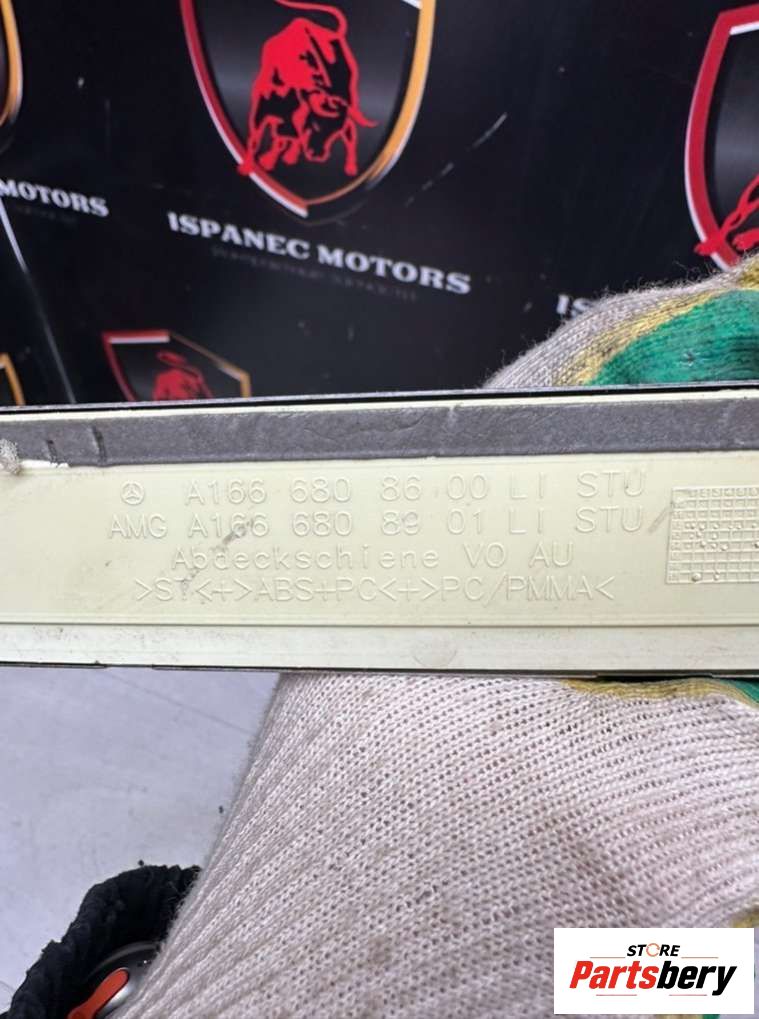 MOTORS
ISPANEC MOTORS
A166 680 86 00 LI STU
AMG A166 680 89 01 LI STU
Abdeckschiene VO AU
>ST<+>ABS+PC<+>PC/PMMA<
STORE
Partsbery